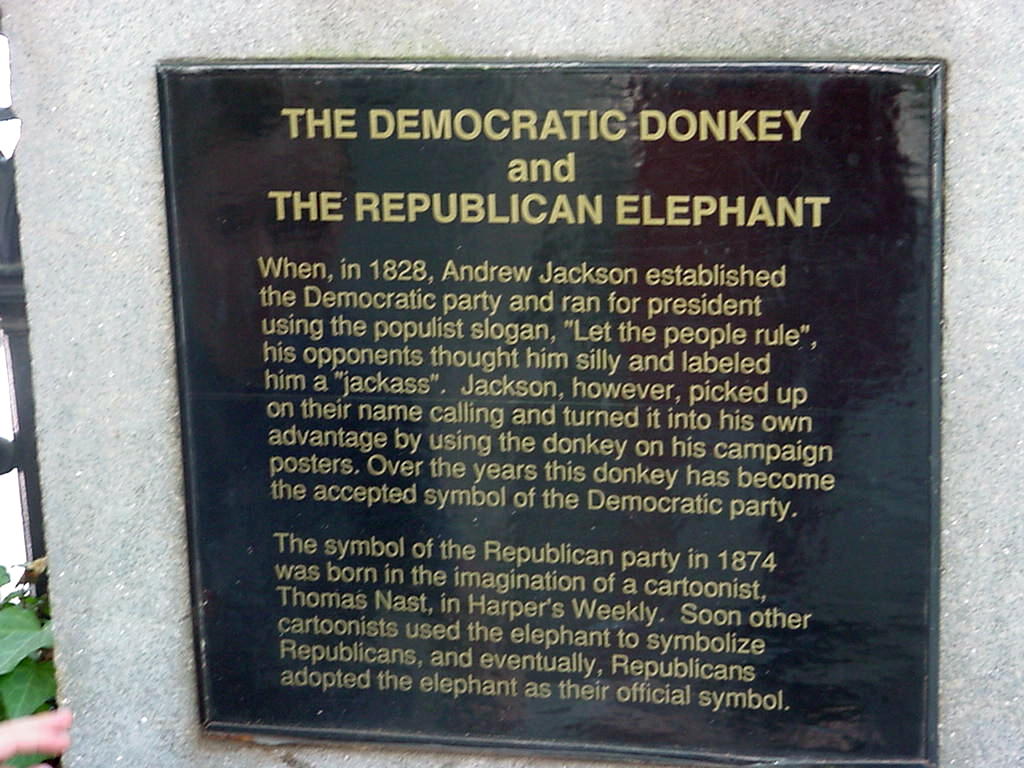 THE DEMOCRATIC DONKEY
and
THE REPUBLICAN ELEPHANT
When, in 1828, Andrew Jackson established
the Democratic party and ran for president
using the populist slogan, "Let the people rule",
his opponents thought him silly and labeled
him a "jackass". Jackson, however, picked up
on their name calling and turned it into his own
advantage by using the donkey on his campaign
posters. Over the years this donkey has become
the accepted symbol of the Democratic party.
The symbol of the Republican party in 1874
was born in the imagination of a cartoonist,
Thomas Nast, in Harper's Weekly. Soon other
cartoonists used the elephant to symbolize
Republicans, and eventually, Republicans
adopted the elephant as their official symbol.